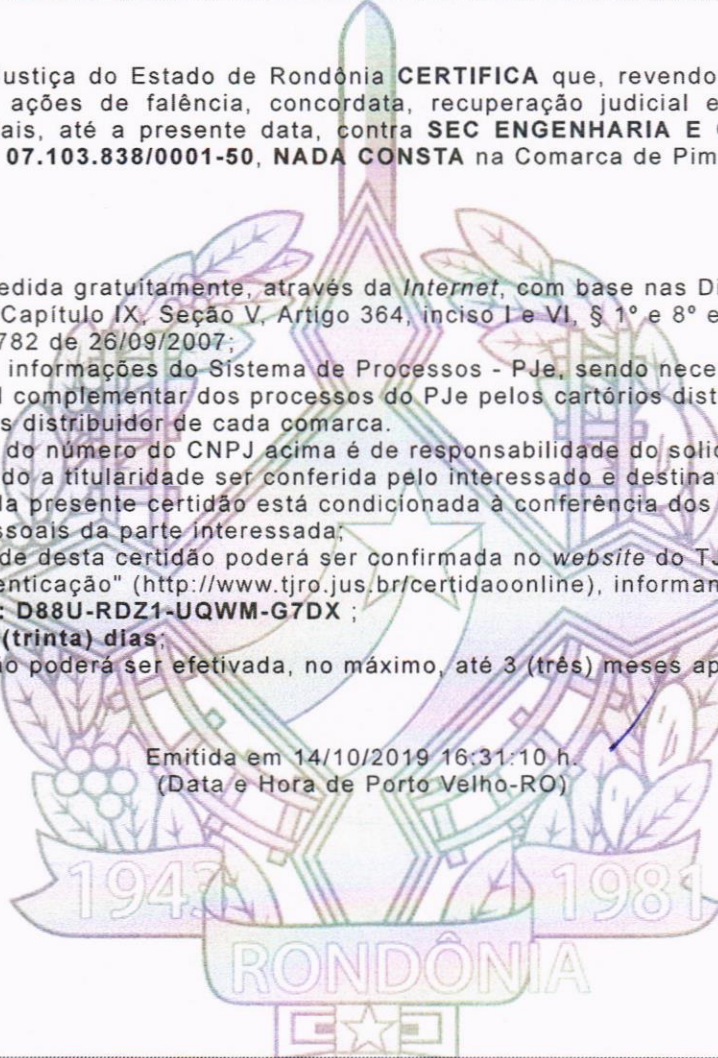 ustiça do Estado de Rondônia CERTIFICA que, revendo
ações de falência, concordata, recuperação judicial e
ais, até a presente data, contra SEC ENGENHARIA E
07.103.838/0001-50, NADA CONSTA na Comarca de Pim
edida gratuitamente, através da Internet, com base nas Di
Capítulo IX, Seção V, Artigo 364, inciso I e VI, § 1º e 8º e
782 de 26/09/2007;
informações do Sistema de Processos - PJe, sendo nece
l complementar dos processos do PJe pelos cartórios dist
s distribuidor de cada comarca.
do número do CNPJ acima é de responsabilidade do solic
do a titularidade ser conferida pelo interessado e destina
da presente certidão está condicionada à conferência dos
ssoais da parte interessada;
de desta certidão poderá ser confirmada no website do TJ
enticação" (http://www.tjro.jus.br/certidaoonline), informan
: D88U-RDZ1-UQWM-G7DX ;
(trinta) dias;
ão poderá ser efetivada, no máximo, até 3 (três) meses ap
Emitida em 14/10/2019 16:31:10 h.
(Data e Hora de Porto Velho-RO)
1943
1981
RONDÔNIA